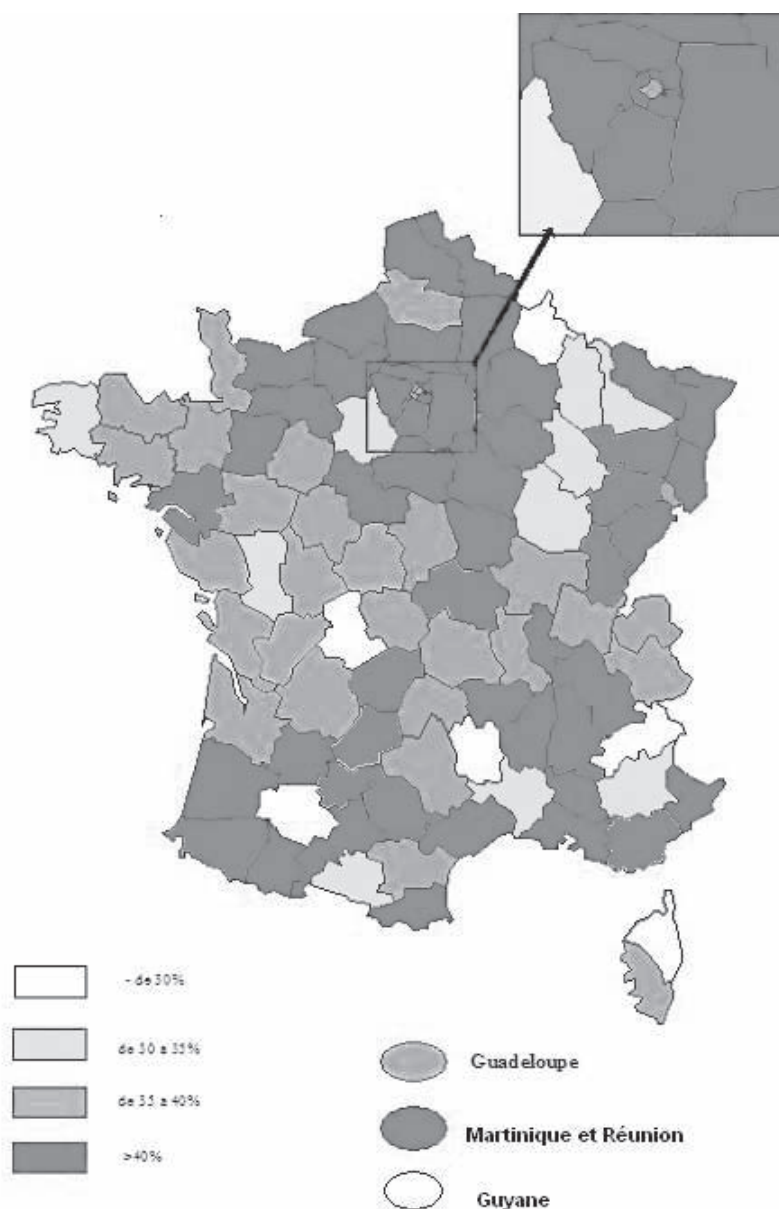 - de 30%
de 30 a 35%
de 35 a 40%
>40%
Guadeloupe
Martinique et Réunion
Guyane